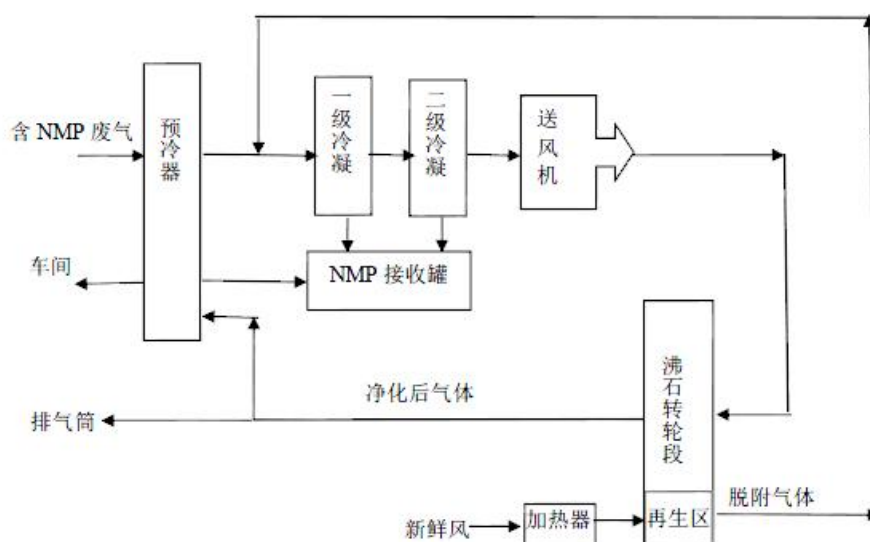 含 NMP 废气
预冷器
一级冷凝
二级冷凝
送风机
车间
NMP 接收罐
净化后气体
沸石转轮段
排气筒
脱附气体
新鲜风
加热器
再生区